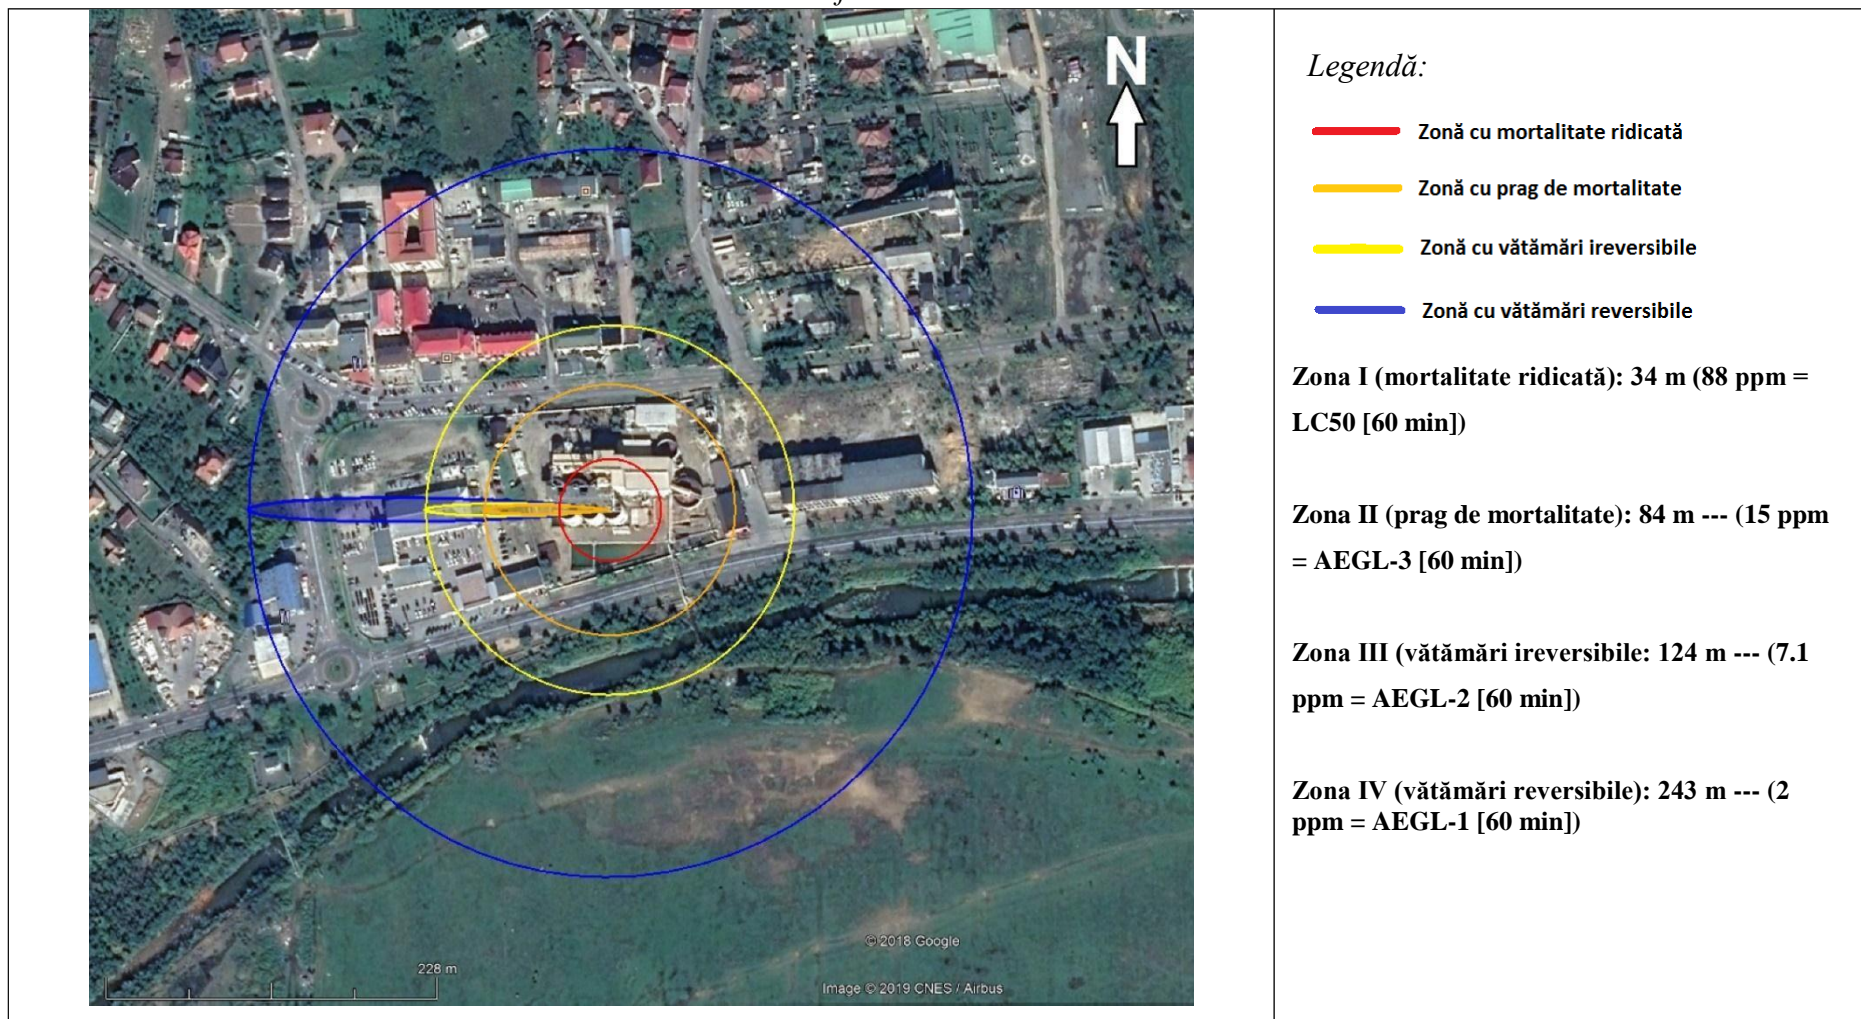 N
228 m
© 2018 Google
Image © 2019 CNES / Airbus
Legendă:
Zonă cu mortalitate ridicată
Zonă cu prag de mortalitate
Zonă cu vătămări ireversibile
Zonă cu vătămări reversibile
Zona I (mortalitate ridicată): 34 m (88 ppm =
LC50 [60 min])
Zona II (prag de mortalitate): 84 m --- (15 ppm
= AEGL-3 [60 min])
Zona III (vătămări ireversibile: 124 m --- (7.1
ppm = AEGL-2 [60 min])
Zona IV (vătămări reversibile): 243 m --- (2
ppm = AEGL-1 [60 min])